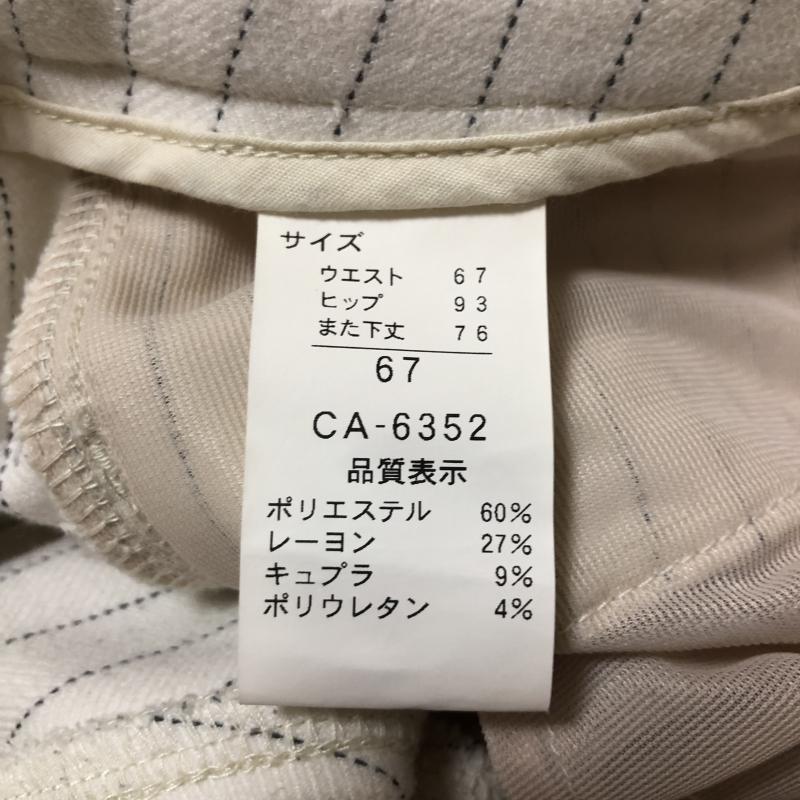 サイズ
ウエスト 67
ヒップ 93
また下丈 76
67
CA-6352
品質表示
ポリエステル 60%
レーヨン 27%
キュプラ 9%
ポリウレタン 4%